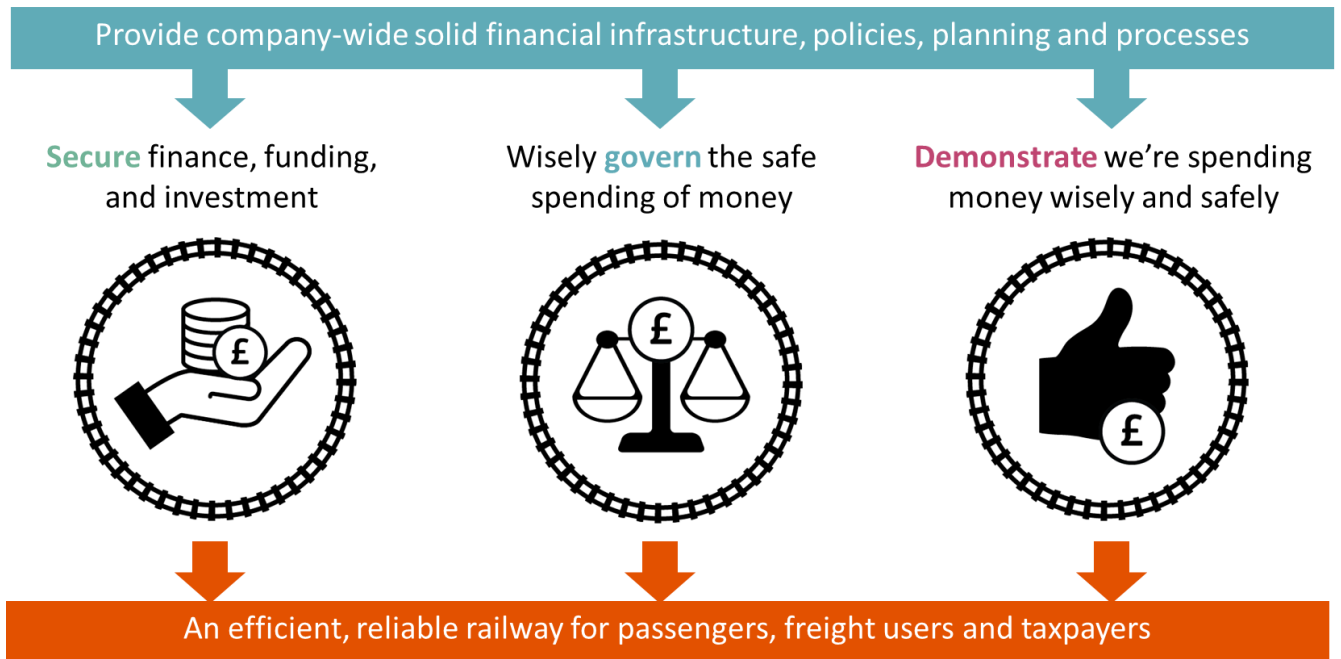 Provide company-wide solid financial infrastructure, policies, planning and processes
Secure finance, funding,
and investment
Wisely govern the safe
spending of money
Demonstrate we’re spending
money wisely and safely
£
£
£
An efficient, reliable railway for passengers, freight users and taxpayers